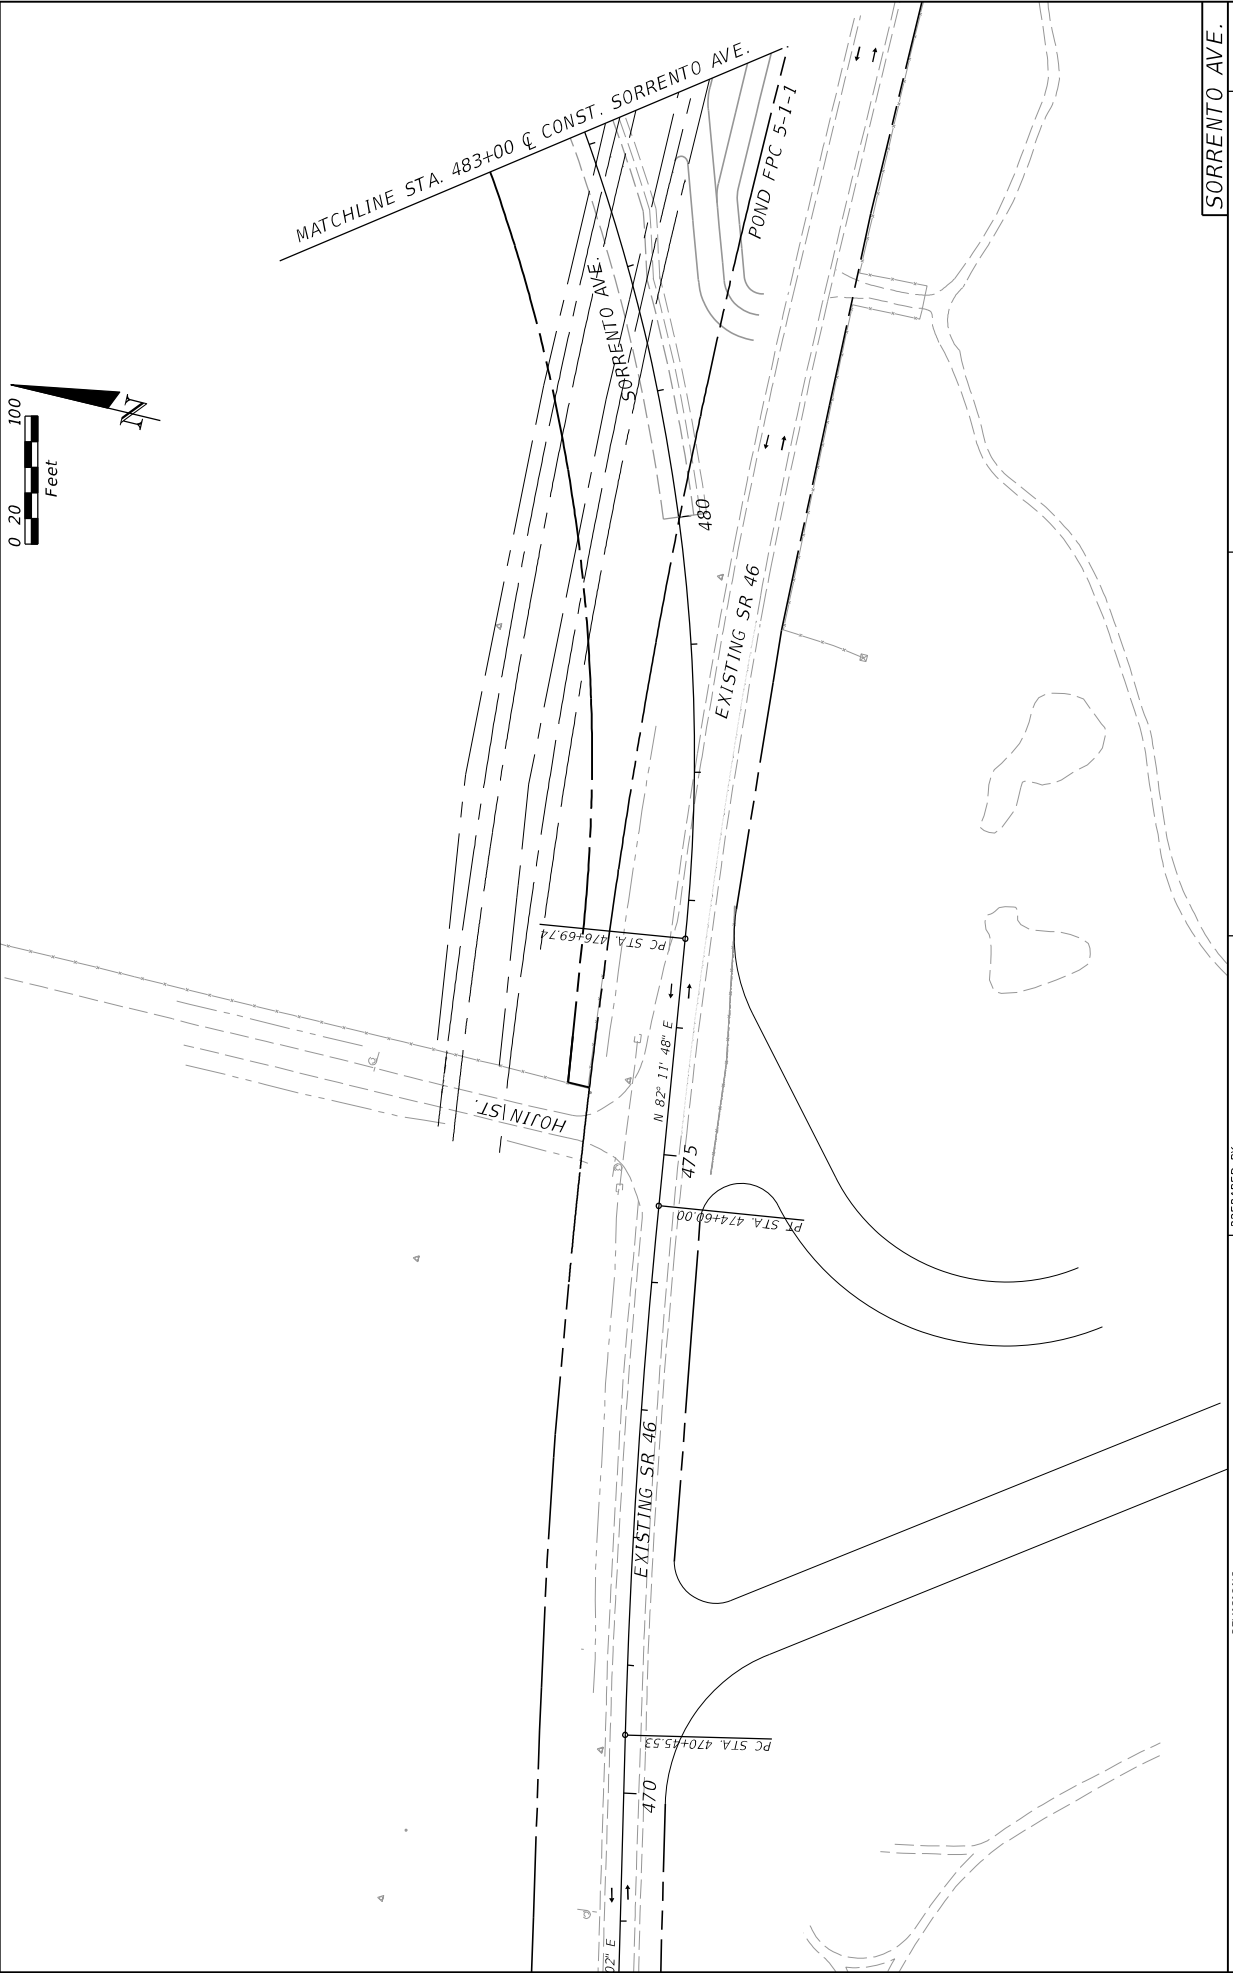 SORRENTO AVE.
MATCHLINE STA. 483+00 ℄ CONST. SORRENTO AVE.
POND FPC 5-1-1
SORRENTO AVE.
N
0 20 100
Feet
480
EXISTING SR 46
PC STA. 476+69.74
N 82° 11' 48" E
HOJIN ST.
475
PT STA. 474+60.00
EXISTING SR 46
PC STA. 470+45.53
470
02" E